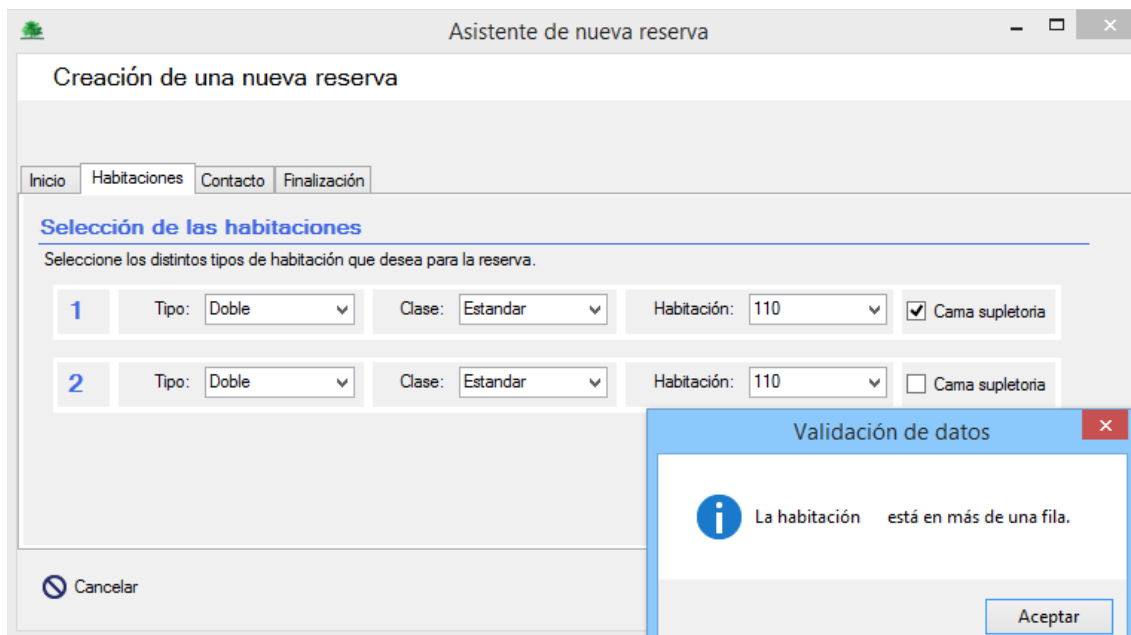 Asistente de nueva reserva
Creación de una nueva reserva
Inicio Habitaciones Contacto Finalización
Selección de las habitaciones
Seleccione los distintos tipos de habitación que desea para la reserva.
1 Tipo: Doble Clase: Estandar Habitación: 110 Cama supletoria
2 Tipo: Doble Clase: Estandar Habitación: 110 Cama supletoria
Validación de datos
La habitación está en más de una fila.
Cancelar
Aceptar